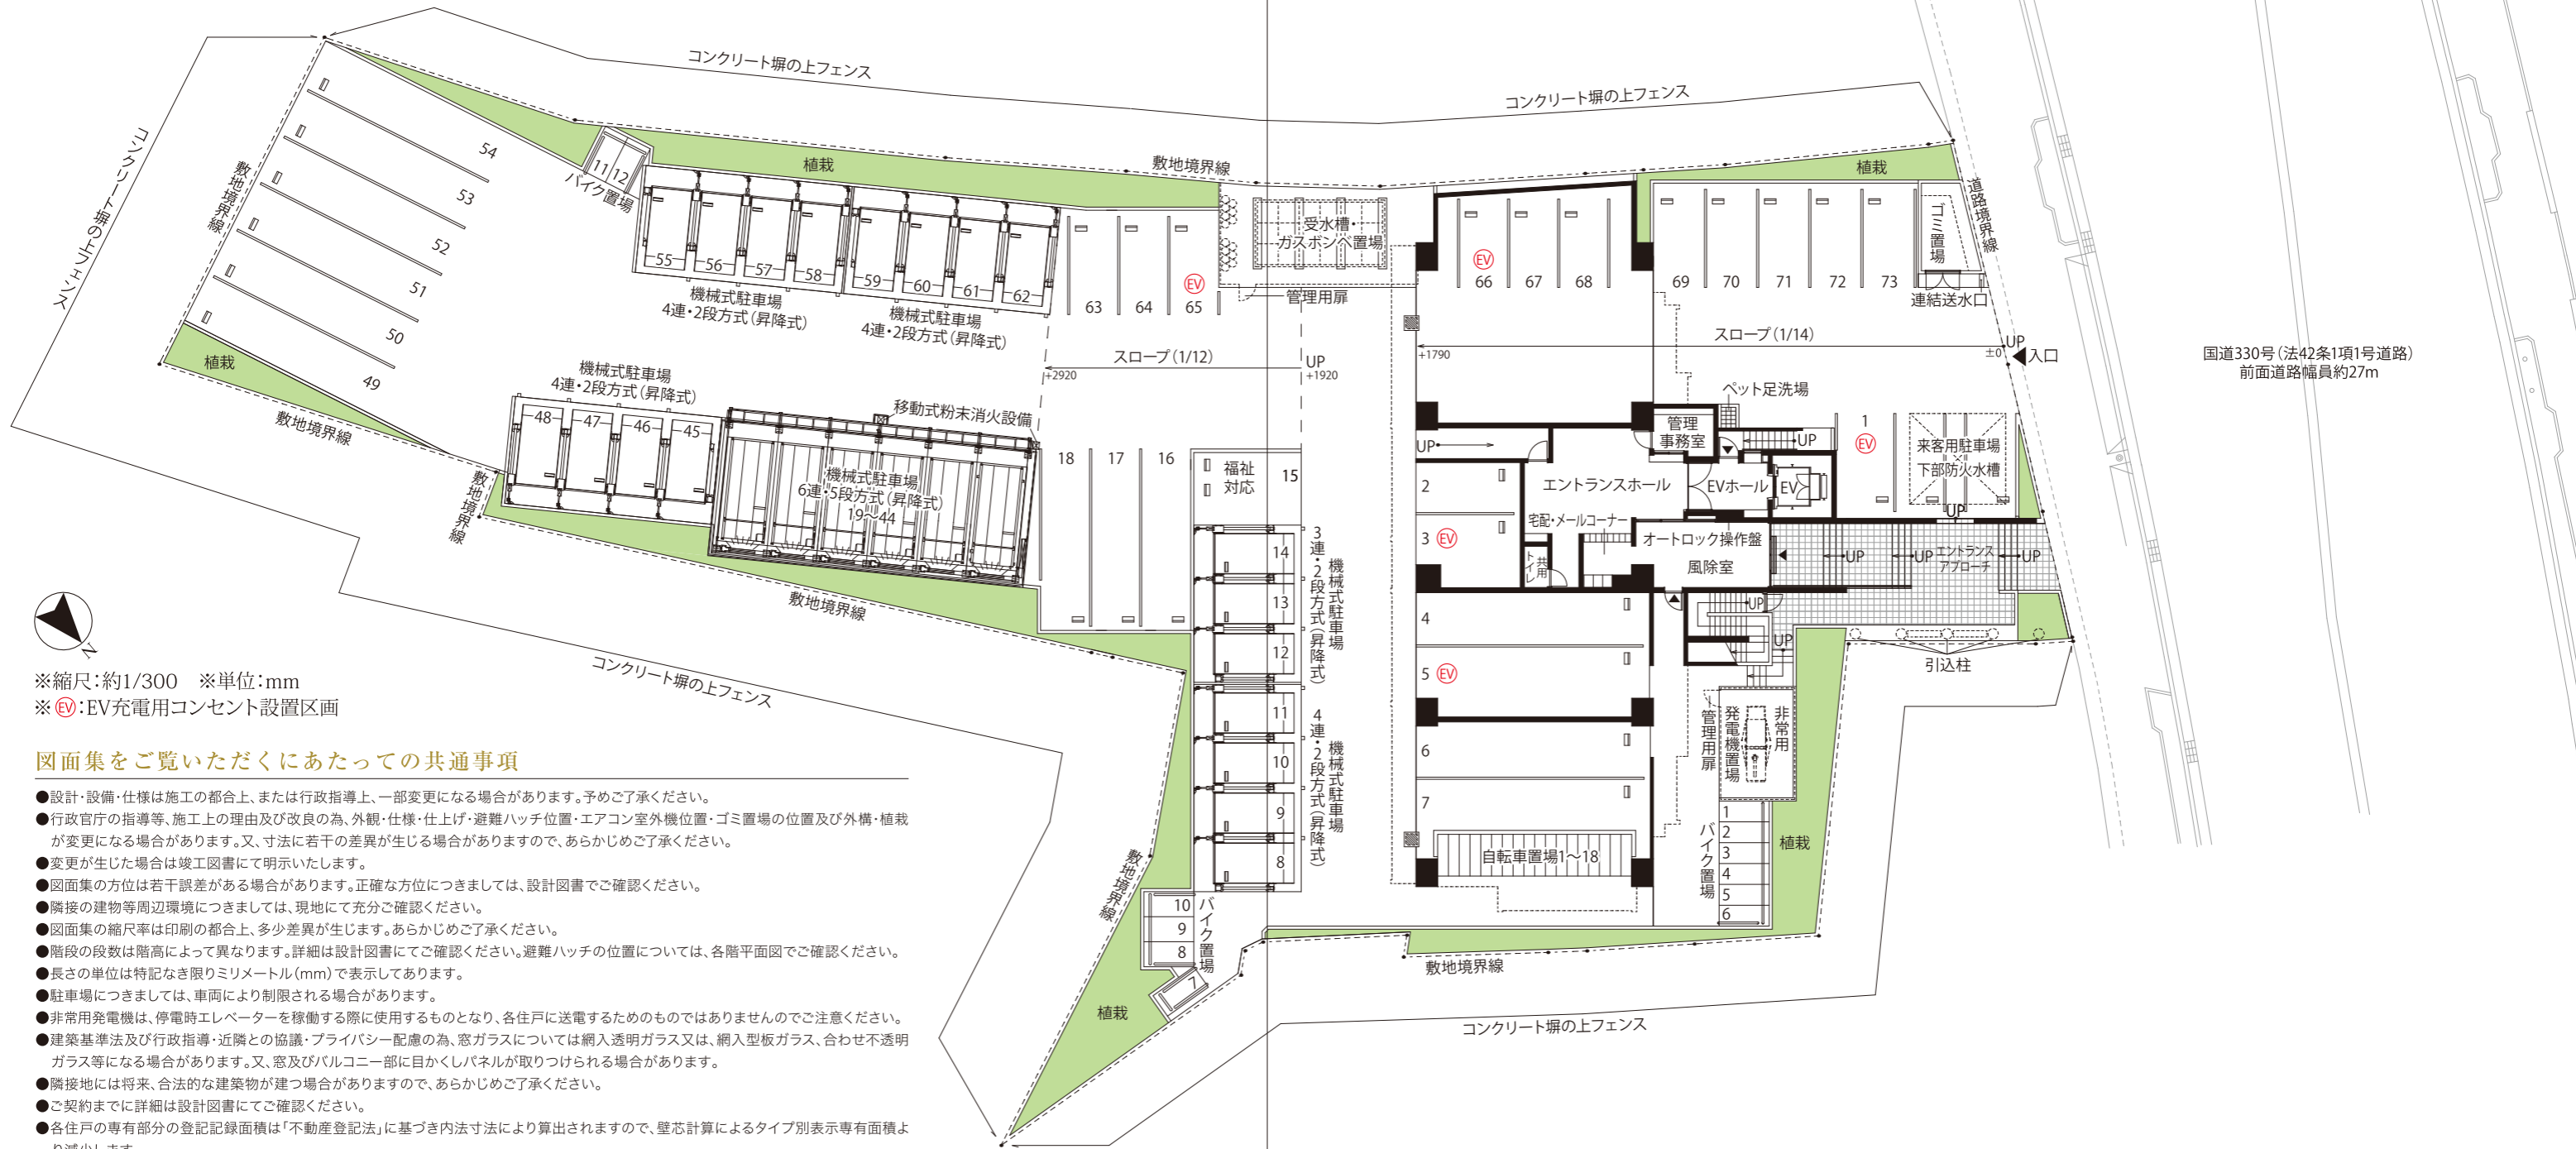 コンクリート塀の上フェンス
コンクリート塀の上フェンス
コンクリート塀の上フェンス
敷地境界線
54
53
52
51
50
49
植栽
敷地境界線
11 12
バイク置場
植栽
敷地境界線
55 56 57 58 59 60 61 62
機械式駐車場
4連・2段方式(昇降式)
機械式駐車場
4連・2段方式(昇降式)
63 64 65
EV
受水槽・
ガスボンベ置場
管理用扉
スロープ(1/12)
+2920
UP
+1920
EV
66 67 68
69 70 71 72 73
植栽
ゴミ置場
道路境界線
連結送水口
スロープ(1/14)
+1790
±0
UP
入口
国道330号(法42条1項1号道路)
前面道路幅員約27m
機械式駐車場
4連・2段方式(昇降式)
48 47 46 45
敷地境界線
移動式粉末消火設備
機械式駐車場
6連・5段方式(昇降式)
19〜44
敷地境界線
コンクリート塀の上フェンス
18 17 16
福祉
対応
15
14
13
12
3連・2段方式(昇降式)
機械式駐車場
11
10
9
8
4連・2段方式(昇降式)
機械式駐車場
10
9
8
7
バイク置場
敷地境界線
植栽
UP
2
3 EV
4
5 EV
6
7
自転車置場1〜18
エントランスホール
宅配・メールコーナー
共用
トイレ
管理
事務室
ペット足洗場
UP
EVホール
EV
オートロック操作盤
風除室
1
EV
来客用駐車場
下部防火水槽
UP
UP
UP
エントランス
アプローチ
UP
UP
UP
引込柱
管理用扉
非常用
発電機置場
1
2
3
4
5
6
バイク置場
植栽
敷地境界線
コンクリート塀の上フェンス
N
※縮尺:約1/300 ※単位:mm
※EV:EV充電用コンセント設置区画
図面集をご覧いただくにあたっての共通事項
●設計・設備・仕様は施工の都合上、または行政指導上、一部変更になる場合があります。予めご了承ください。
●行政官庁の指導等、施工上の理由及び改良の為、外観・仕様・仕上げ・避難ハッチ位置・エアコン室外機位置・ゴミ置場の位置及び外構・植栽
が変更になる場合があります。又、寸法に若干の差異が生じる場合がありますので、あらかじめご了承ください。
●変更が生じた場合は竣工図書にて明示いたします。
●図面集の方位は若干誤差がある場合があります。正確な方位につきましては、設計図書でご確認ください。
●隣接の建物等周辺環境につきましては、現地にて充分ご確認ください。
●図面集の縮尺率は印刷の都合上、多少差異が生じます。あらかじめご了承ください。
●階段の段数は階高によって異なります。詳細は設計図書にてご確認ください。避難ハッチの位置については、各階平面図でご確認ください。
●長さの単位は特記なき限りミリメートル(mm)で表示してあります。
●駐車場につきましては、車両により制限される場合があります。
●非常用発電機は、停電時エレベーターを稼働する際に使用するものとなり、各住戸に送電するためのものではありませんのでご注意ください。
●建築基準法及び行政指導・近隣との協議・プライバシー配慮の為、窓ガラスについては網入透明ガラス又は、網入型板ガラス、合わせ不透明
ガラス等になる場合があります。又、窓及びバルコニー部に目かくしパネルが取りつけられる場合があります。
●隣接地には将来、合法的な建築物が建つ場合がありますので、あらかじめご了承ください。
●ご契約までに詳細は設計図書にてご確認ください。
●各住戸の専有部分の登記記録面積は「不動産登記法」に基づき内法寸法により算出されますので、壁芯計算によるタイプ別表示専有面積よ
り減少します。